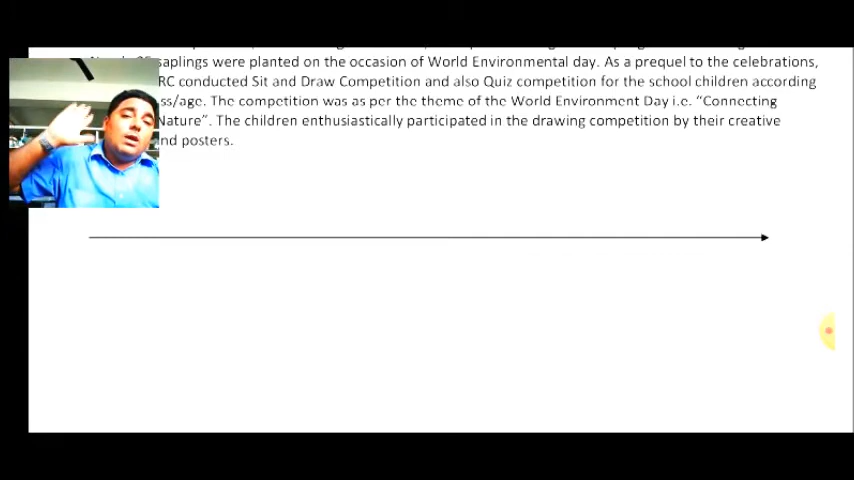 saplings were planted on the occasion of World Environmental day. As a prequel to the celebrations,
RC conducted Sit and Draw Competition and also Quiz competition for the school children according
ss/age. The competition was as per the theme of the World Environment Day i.e. “Connecting
Nature”. The children enthusiastically participated in the drawing competition by their creative
nd posters.